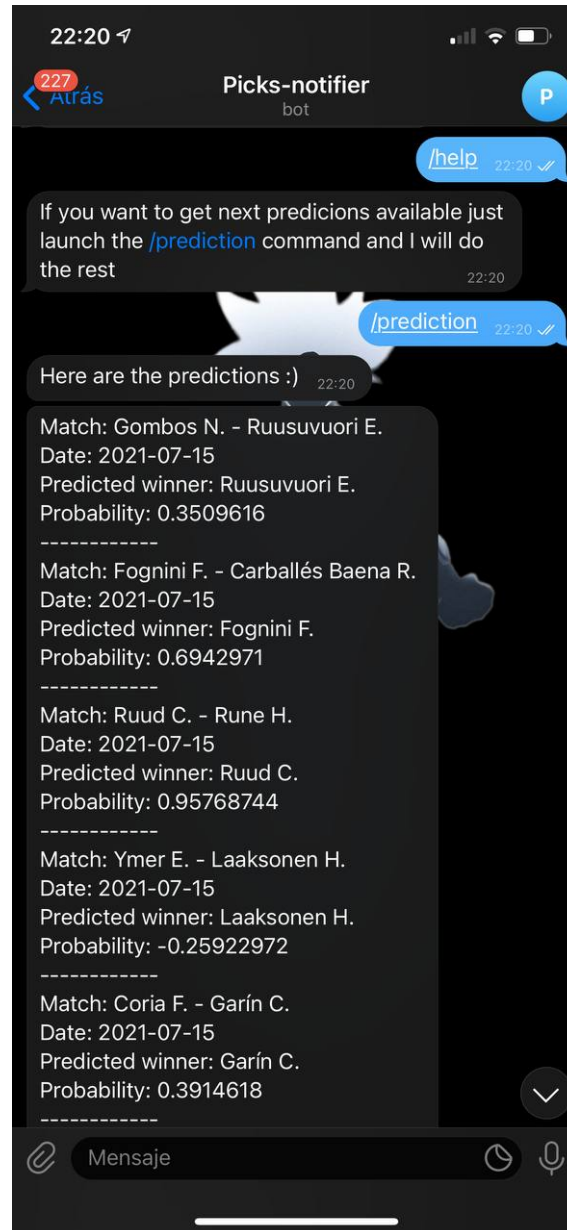 22:20
227
Atrás
Picks-notifier
bot
P
/help 22:20
If you want to get next predicions available just
launch the /prediction command and I will do
the rest
22:20
/prediction 22:20
Here are the predictions :) 22:20
Match: Gombos N. - Ruusuvuori E.
Date: 2021-07-15
Predicted winner: Ruusuvuori E.
Probability: 0.3509616
------------
Match: Fognini F. - Carballés Baena R.
Date: 2021-07-15
Predicted winner: Fognini F.
Probability: 0.6942971
------------
Match: Ruud C. - Rune H.
Date: 2021-07-15
Predicted winner: Ruud C.
Probability: 0.95768744
------------
Match: Ymer E. - Laaksonen H.
Date: 2021-07-15
Predicted winner: Laaksonen H.
Probability: -0.25922972
------------
Match: Coria F. - Garín C.
Date: 2021-07-15
Predicted winner: Garín C.
Probability: 0.3914618
------------
Mensaje